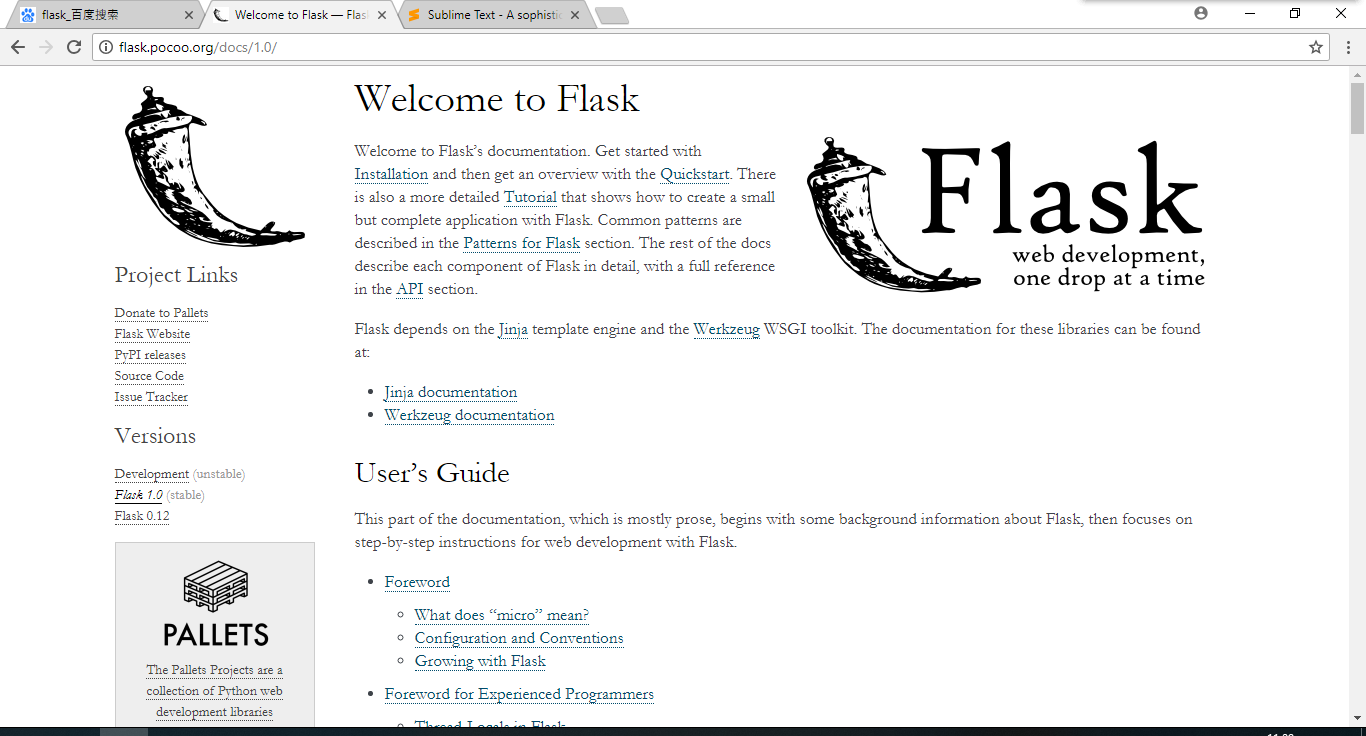 flask_百度搜索
Welcome to Flask — Flas
Sublime Text - A sophistic
flask.pocoo.org/docs/1.0/
Project Links
Donate to Pallets
Flask Website
PyPI releases
Source Code
Issue Tracker
Versions
Development (unstable)
Flask 1.0 (stable)
Flask 0.12
PALLETS
The Pallets Projects are a
collection of Python web
development libraries
Welcome to Flask
Welcome to Flask’s documentation. Get started with
Installation and then get an overview with the Quickstart. There
is also a more detailed Tutorial that shows how to create a small
but complete application with Flask. Common patterns are
described in the Patterns for Flask section. The rest of the docs
describe each component of Flask in detail, with a full reference
in the API section.
Flask
web development,
one drop at a time
Flask depends on the Jinja template engine and the Werkzeug WSGI toolkit. The documentation for these libraries can be found
at:
Jinja documentation
Werkzeug documentation
User’s Guide
This part of the documentation, which is mostly prose, begins with some background information about Flask, then focuses on
step-by-step instructions for web development with Flask.
Foreword
What does “micro” mean?
Configuration and Conventions
Growing with Flask
Foreword for Experienced Programmers
Thread-Locals in Flask